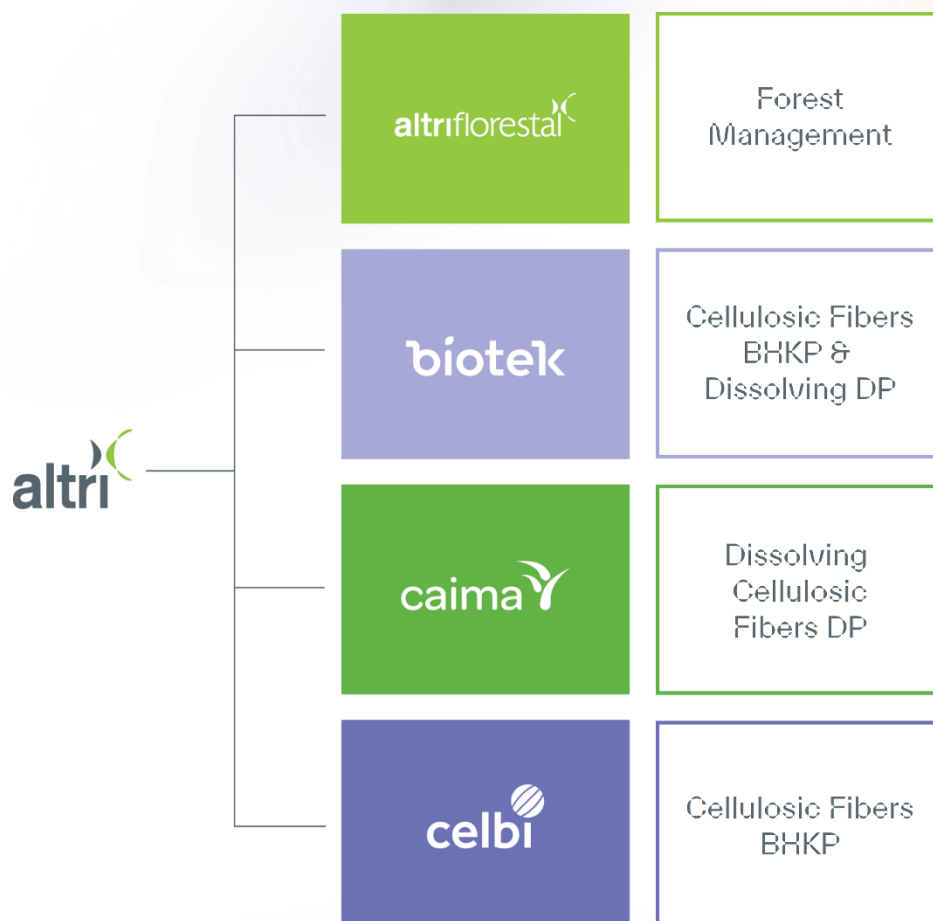 altri
altriflorestal
Forest
Management
biotek
Cellulosic Fibers
BHKP &
Dissolving DP
caima
Dissolving
Cellulosic
Fibers DP
celbi
Cellulosic Fibers
BHKP